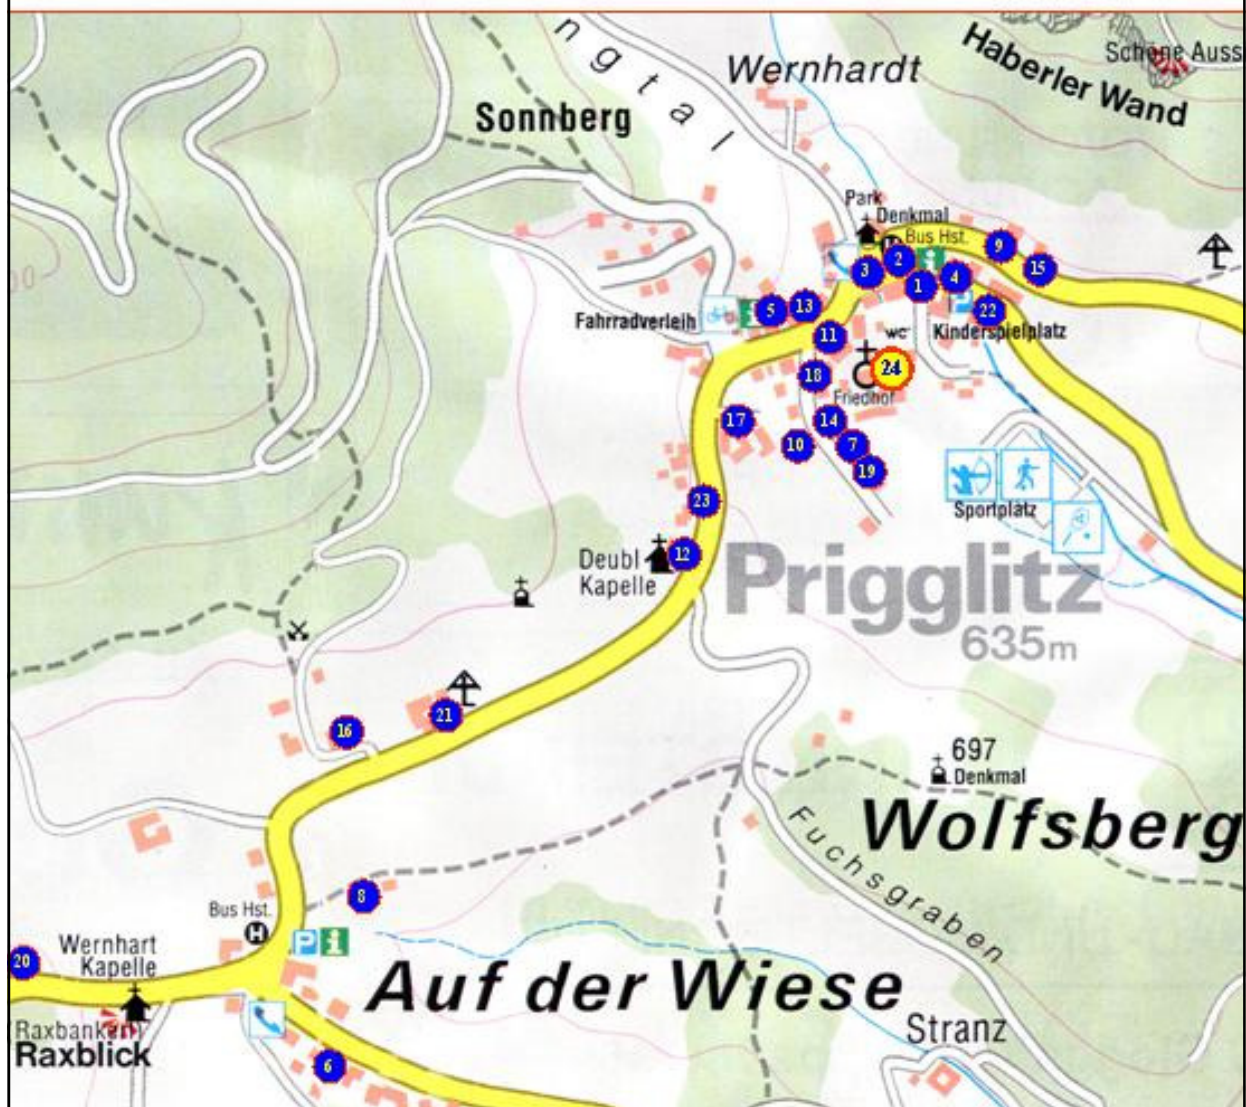 ngtal
Wernhardt
Haberler Wand
Schöne Auss
Sonnberg
Park
Denkmal
Bus Hst.
9
2
15
3
4
1
5
13
22
Fahrradverleih
11
WC
Kinderspielplatz
18
24
Friedhof
17
14
10
7
19
Sportplatz
23
Deubl
Kapelle
12
Prigglitz
635m
21
16
697
Denkmal
Wolfsberg
Fuchsgraben
8
Bus Hst.
H
P
i
Wernhart
Kapelle
20
Auf der Wiese
Stranz
Raxblick
6